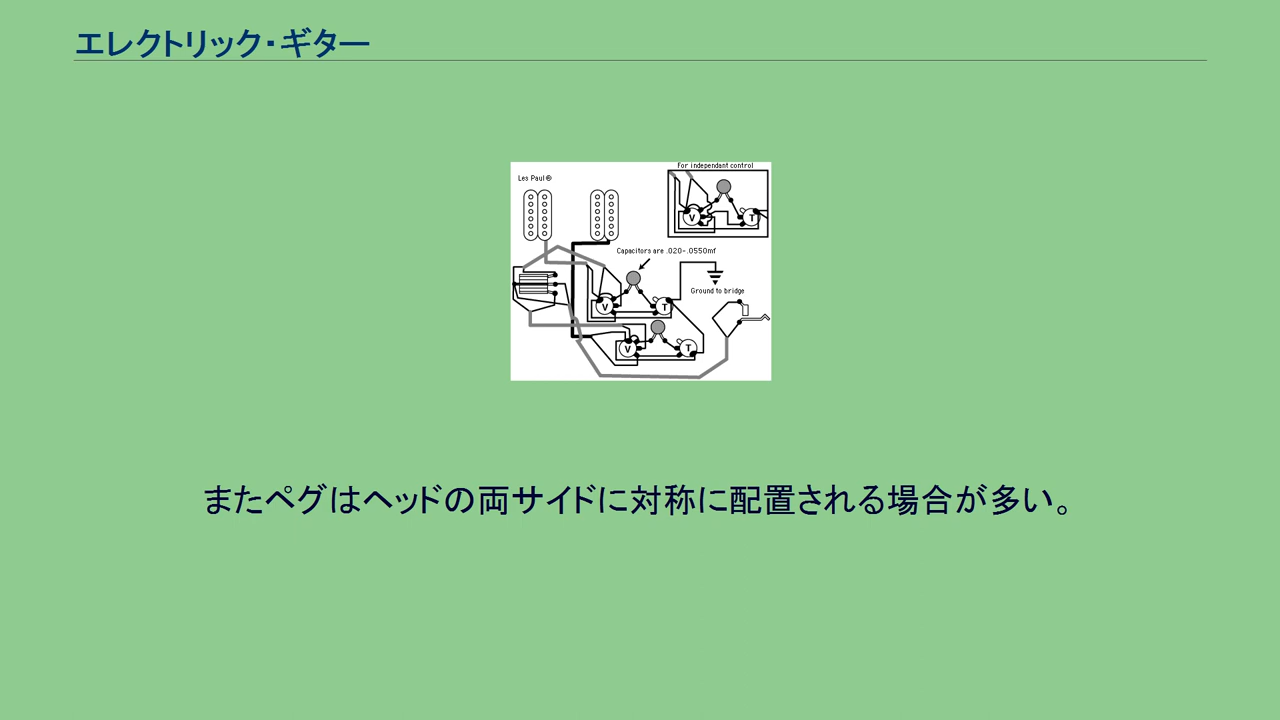 エレクトリック・ギター
For independant control
Les Paul®
V
T
Capacitors are .020-.0550mf
Ground to bridge
V
T
V
T
またペグはヘッドの両サイドに対称に配置される場合が多い。